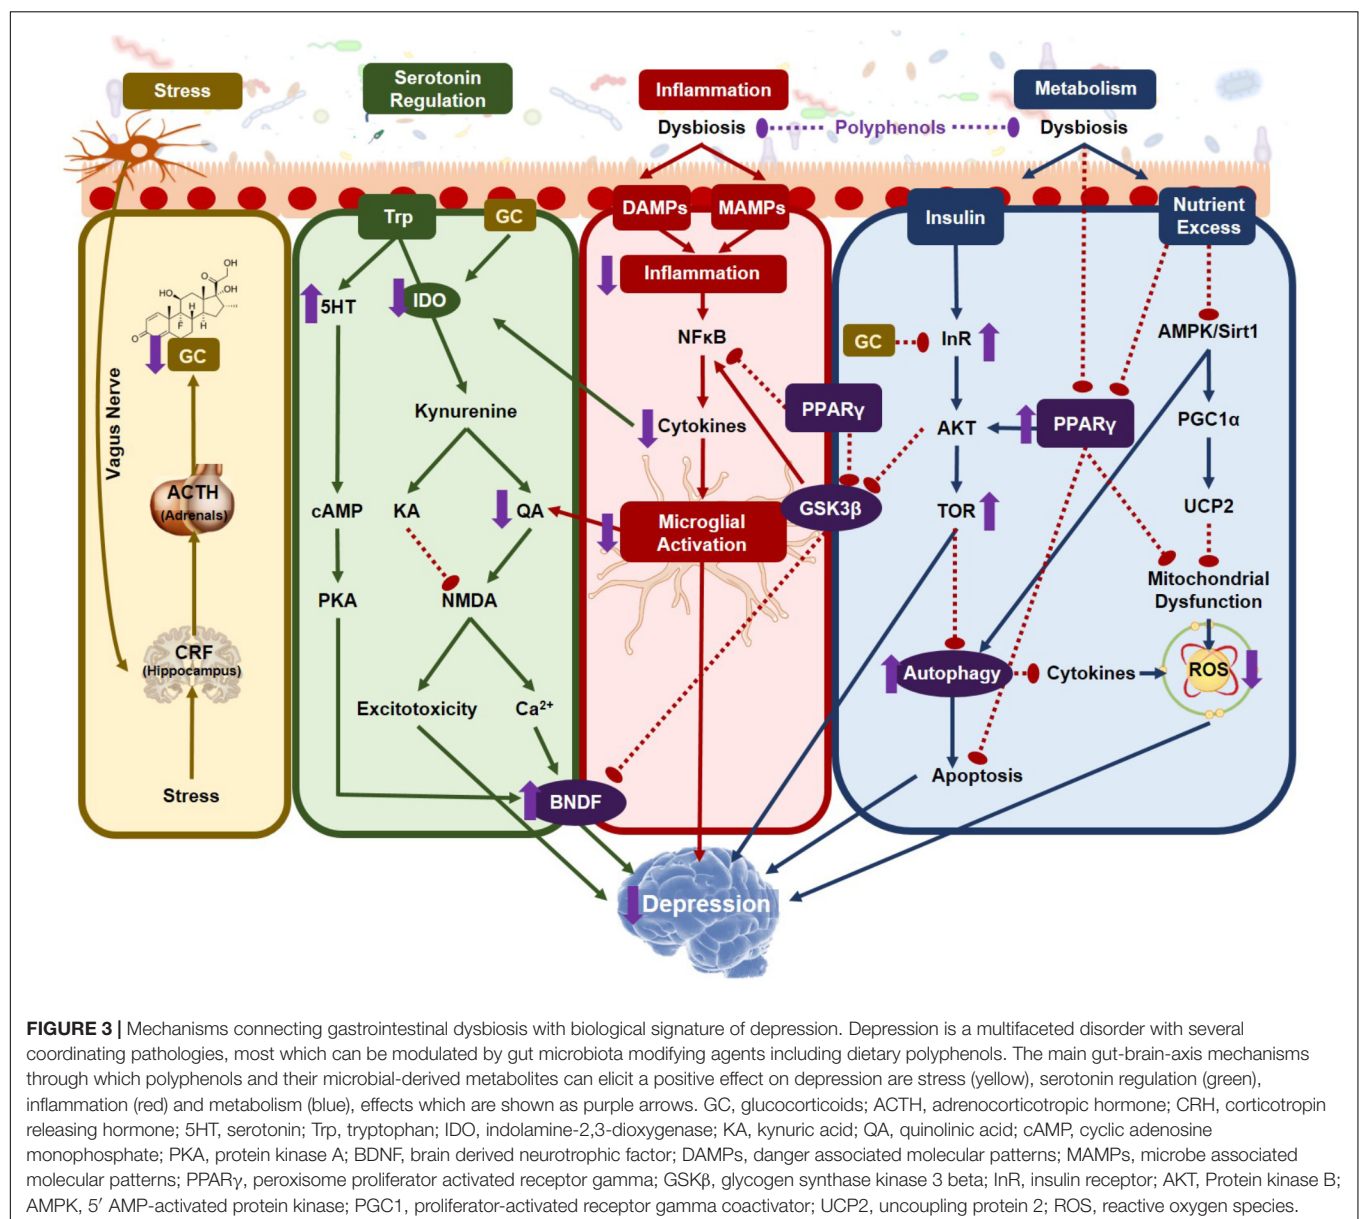 Stress
Serotonin
Regulation
Inflammation
Metabolism
Dysbiosis
Polyphenols
Dysbiosis
Trp
GC
DAMPs
MAMPs
Insulin
Nutrient
Excess
OH
O
OH
HO
H
F
H
O
GC
5HT
IDO
Inflammation
NFκB
GC
InR
AMPK/Sirt1
Vagus Nerve
Kynurenine
Cytokines
PPARγ
AKT
PPARγ
PGC1α
ACTH
(Adrenals)
cAMP
KA
QA
Microglial
Activation
GSK3β
TOR
UCP2
PKA
NMDA
Mitochondrial
Dysfunction
CRF
(Hippocampus)
Autophagy
Cytokines
ROS
Excitotoxicity
Ca²⁺
Stress
BNDF
Apoptosis
Depression
FIGURE 3 | Mechanisms connecting gastrointestinal dysbiosis with biological signature of depression. Depression is a multifaceted disorder with several
coordinating pathologies, most which can be modulated by gut microbiota modifying agents including dietary polyphenols. The main gut-brain-axis mechanisms
through which polyphenols and their microbial-derived metabolites can elicit a positive effect on depression are stress (yellow), serotonin regulation (green),
inflammation (red) and metabolism (blue), effects which are shown as purple arrows. GC, glucocorticoids; ACTH, adrenocorticotropic hormone; CRH, corticotropin
releasing hormone; 5HT, serotonin; Trp, tryptophan; IDO, indolamine-2,3-dioxygenase; KA, kynuric acid; QA, quinolinic acid; cAMP, cyclic adenosine
monophosphate; PKA, protein kinase A; BDNF, brain derived neurotrophic factor; DAMPs, danger associated molecular patterns; MAMPs, microbe associated
molecular patterns; PPARγ, peroxisome proliferator activated receptor gamma; GSKβ, glycogen synthase kinase 3 beta; InR, insulin receptor; AKT, Protein kinase B;
AMPK, 5′ AMP-activated protein kinase; PGC1, proliferator-activated receptor gamma coactivator; UCP2, uncoupling protein 2; ROS, reactive oxygen species.